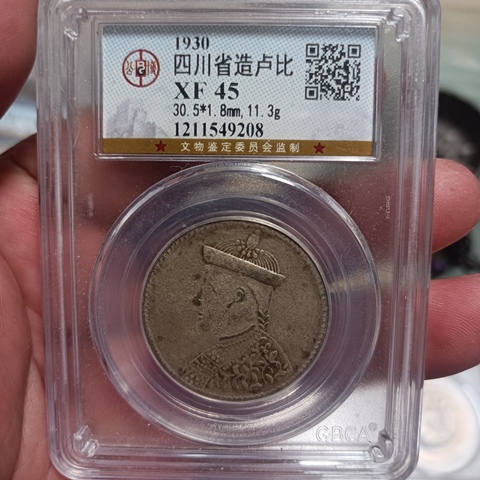 1930
四川省造卢比
XF 45
30.5*1.8mm,11.3g
1211549208
文物鉴定委员会监制
GBCA®